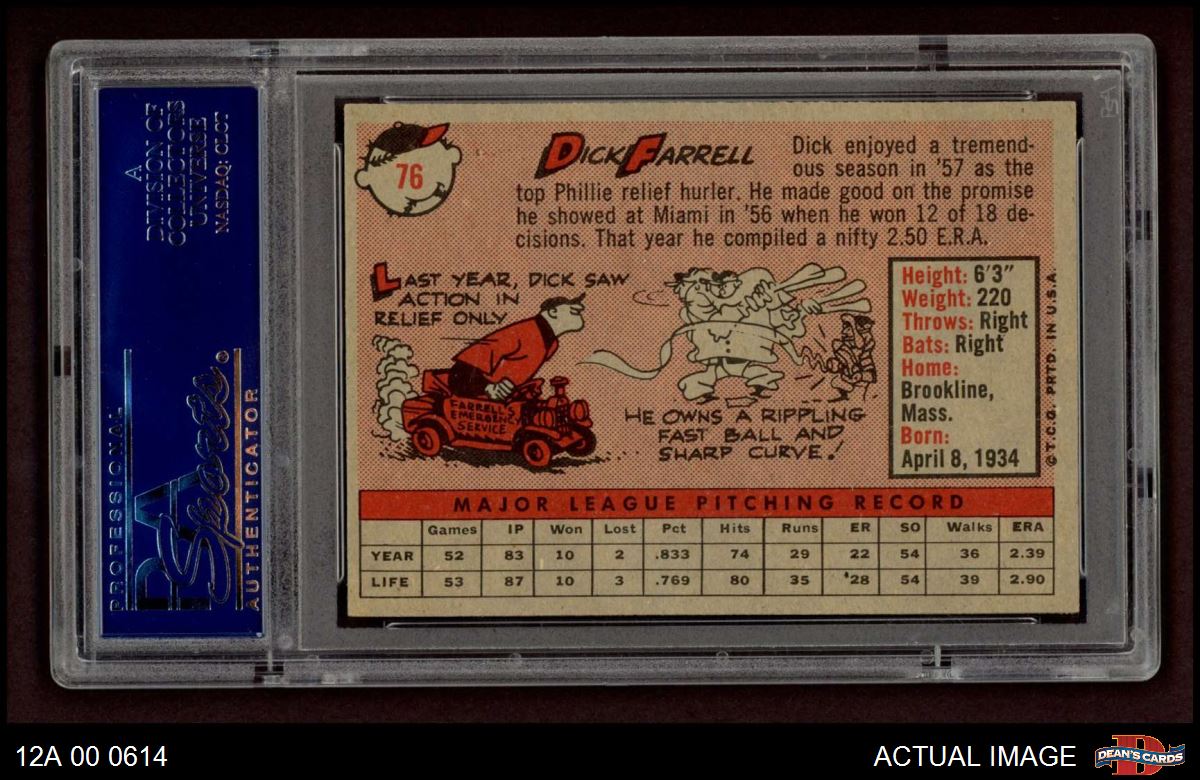 A
DIVISION OF
COLLECTORS
UNIVERSE
NASDAQ: CLCT
PROFESSIONAL
PSA
Sports
AUTHENTICATOR
76
DICK FARRELL
Dick enjoyed a tremend-
ous season in '57 as the
top Phillie relief hurler. He made good on the promise
he showed at Miami in '56 when he won 12 of 18 de-
cisions. That year he compiled a nifty 2.50 E.R.A.
LAST YEAR, DICK SAW
ACTION IN
RELIEF ONLY
FARRELL'S
EMERGENCY
SERVICE
HE OWNS A RIPPLING
FAST BALL AND
SHARP CURVE!
Height: 6'3"
Weight: 220
Throws: Right
Bats: Right
Home:
Brookline,
Mass.
Born:
April 8, 1934
© T.C.G. PRTD. IN U.S.A.
MAJOR LEAGUE PITCHING RECORD
Games IP Won Lost Pct Hits Runs ER SO Walks ERA
YEAR 52 83 10 2 .833 74 29 22 54 36 2.39
LIFE 53 87 10 3 .769 80 35 28 54 39 2.90
12A 00 0614
ACTUAL IMAGE
D
DEAN'S CARDS